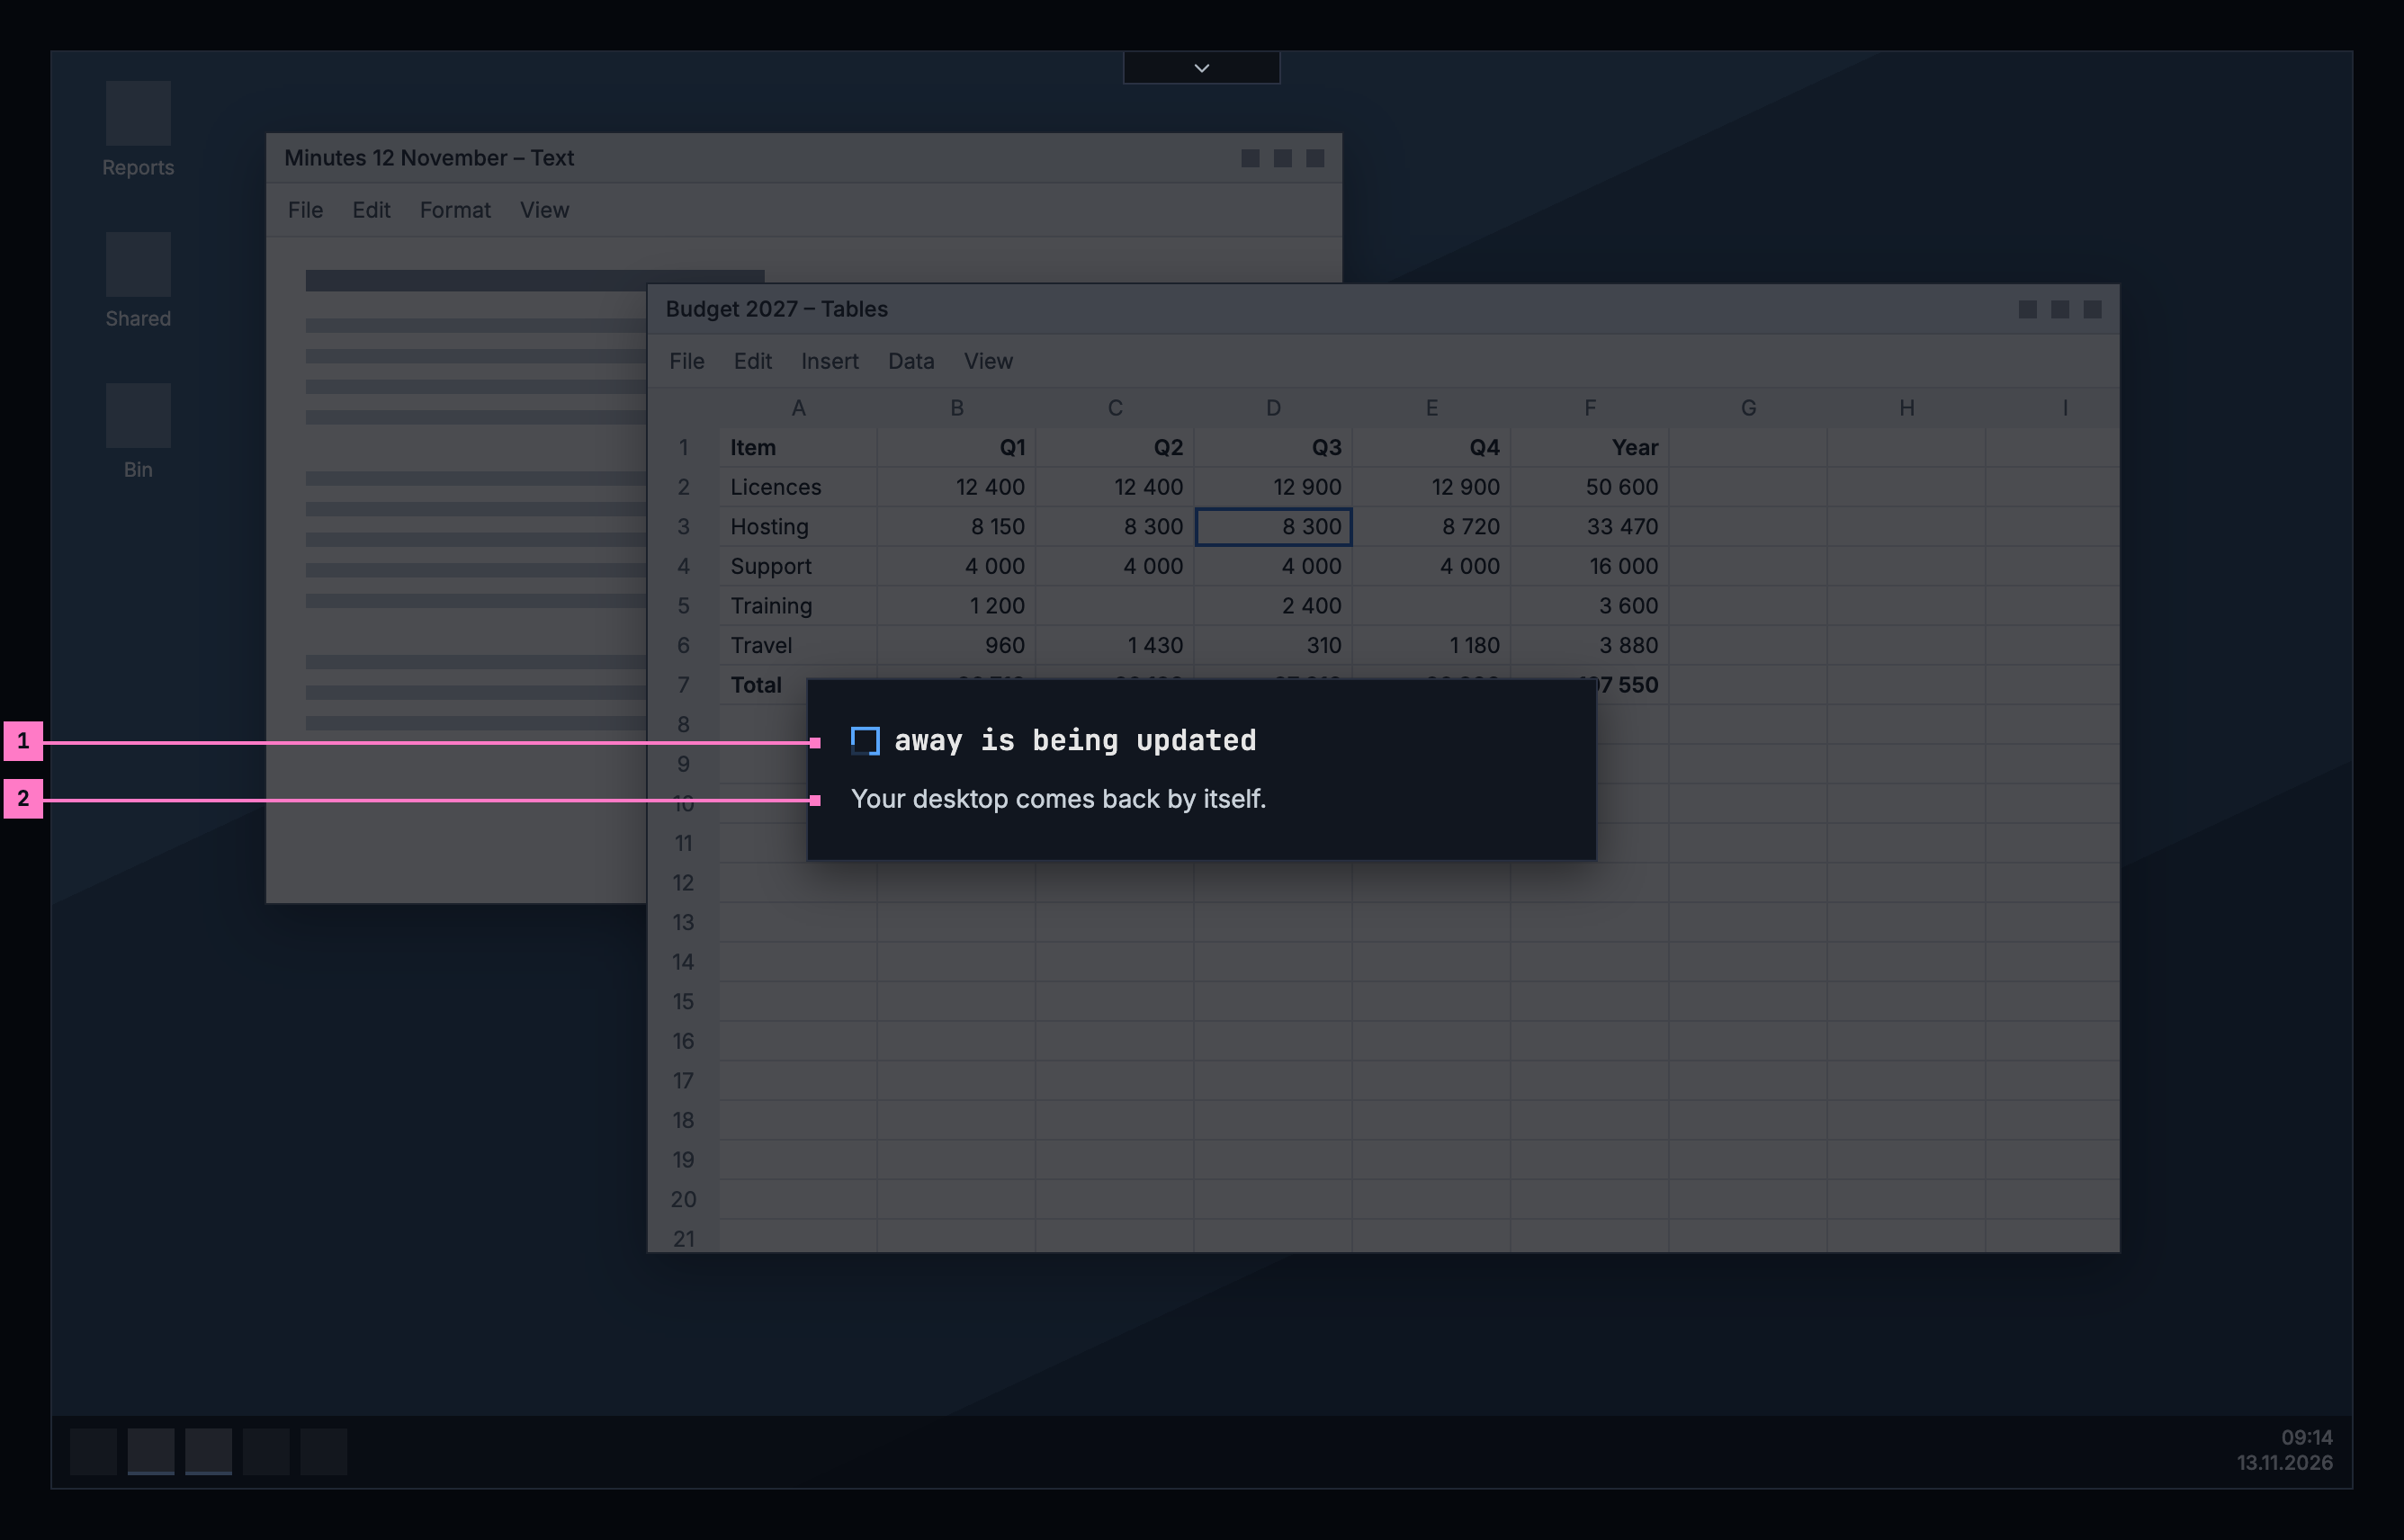 Reports
Shared
Bin
Minutes 12 November – Text
File Edit Format View
Budget 2027 – Tables
File Edit Insert Data View
A B C D E F G H I
1 Item Q1 Q2 Q3 Q4 Year
2 Licences 12 400 12 400 12 900 12 900 50 600
3 Hosting 8 150 8 300 8 300 8 720 33 470
4 Support 4 000 4 000 4 000 4 000 16 000
5 Training 1 200 2 400 3 600
6 Travel 960 1 430 310 1 180 3 880
7 Total 550
8
9
10
11
12
13
14
15
16
17
18
19
20
21
1 away is being updated
2 Your desktop comes back by itself.
09:14
13.11.2026